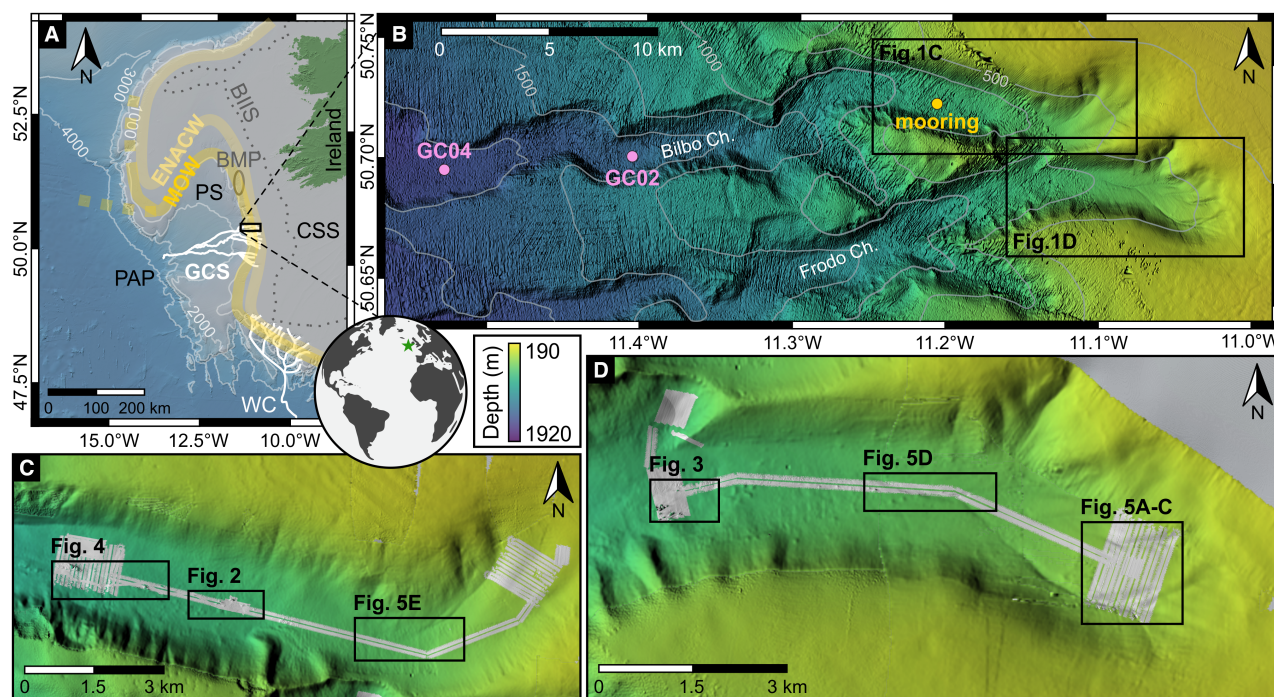 A
N
52.5°N
50.0°N
47.5°N
3000
1000
4000
2000
BIIS
ENACW
MOW
BMP
PS
CSS
PAP
GCS
WC
Ireland
0 100 200 km
15.0°W 12.5°W 10.0°W
B
0 5 10 km
N
50.75°N
50.70°N
50.65°N
1500
1000
500
Fig.1C
mooring
GC04
GC02
Bilbo Ch.
Frodo Ch.
Fig.1D
11.4°W 11.3°W 11.2°W 11.1°W 11.0°W
Depth (m)
190
1920
C
N
Fig. 4
Fig. 2
Fig. 5E
0 1.5 3 km
D
N
Fig. 3
Fig. 5D
Fig. 5A-C
0 1.5 3 km